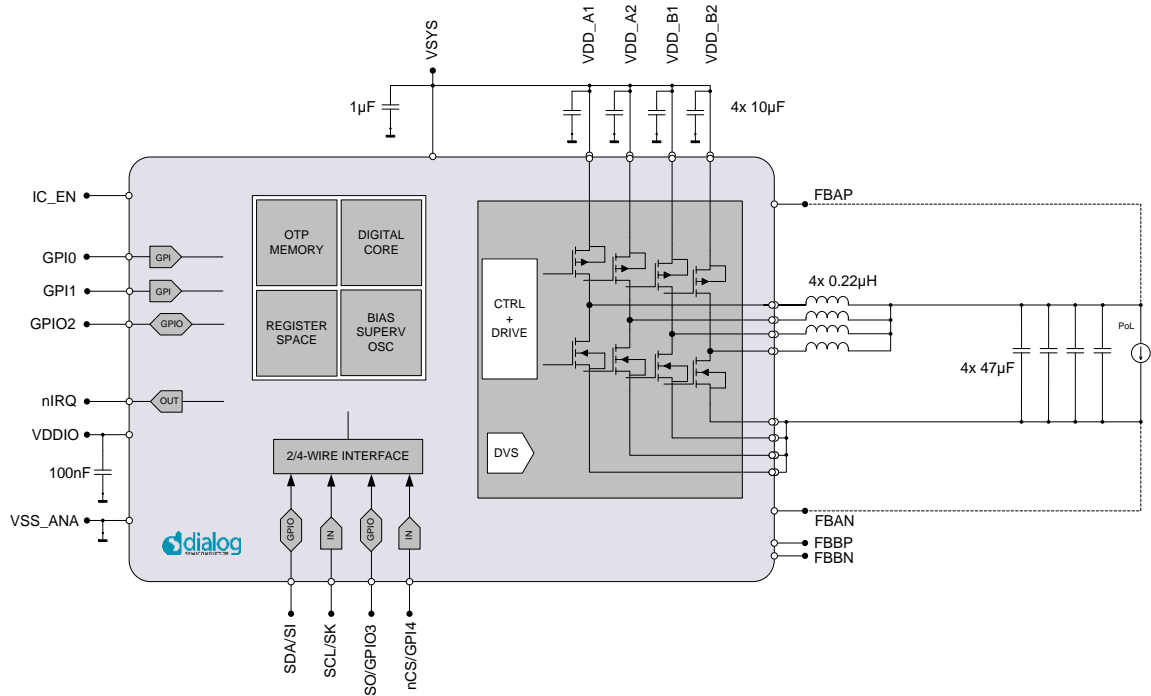 VSYS
VDD_A1
VDD_A2
VDD_B1
VDD_B2
1µF
4x 10µF
IC_EN
FBAP
OTP
MEMORY
DIGITAL
CORE
GPI0
GPI
GPI1
GPI
GPIO2
GPIO
REGISTER
SPACE
BIAS
SUPERV
OSC
CTRL
+
DRIVE
4x 0.22µH
PoL
4x 47µF
nIRQ
OUT
VDDIO
100nF
2/4-WIRE INTERFACE
DVS
VSS_ANA
GPIO
IN
GPIO
IN
dialog
SEMICONDUCTOR
FBAN
FBBP
FBBN
SDA/SI
SCL/SK
SO/GPIO3
nCS/GPI4